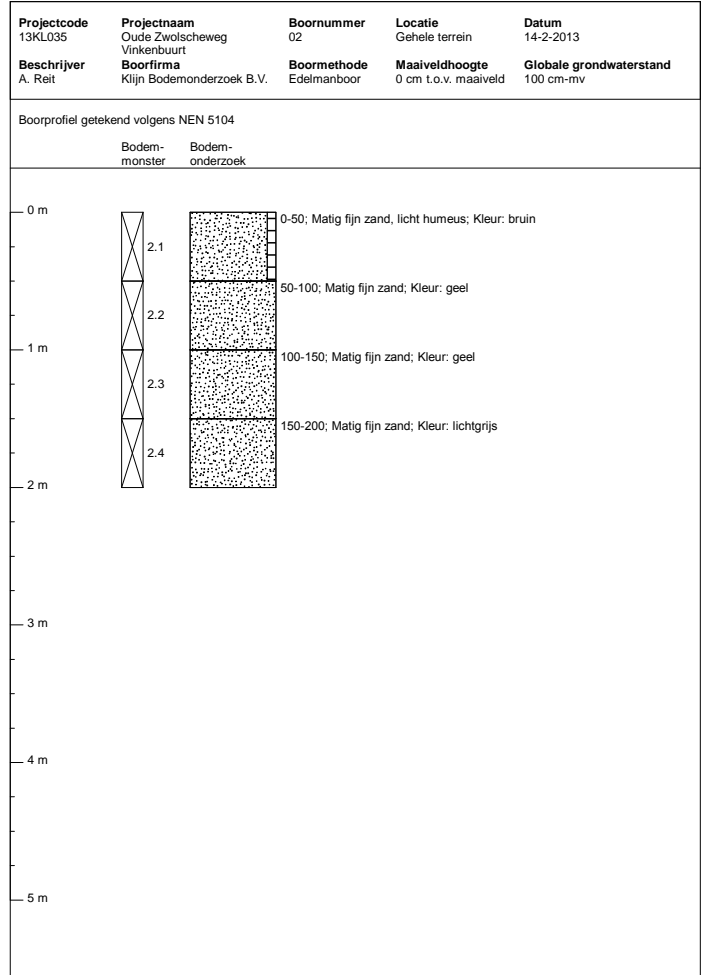 Projectcode Projectnaam Boornummer Locatie Datum
13KL035 Oude Zwolscheweg 02 Gehele terrein 14-2-2013
Vinkenbuurt
Beschrijver Boorfirma Boormethode Maaiveldhoogte Globale grondwaterstand
A. Reit Klijn Bodemonderzoek B.V. Edelmanboor 0 cm t.o.v. maaiveld 100 cm-mv
Boorprofiel getekend volgens NEN 5104
Bodem- Bodem-
monster onderzoek
0 m
0-50; Matig fijn zand, licht humeus; Kleur: bruin
2.1
50-100; Matig fijn zand; Kleur: geel
2.2
1 m
100-150; Matig fijn zand; Kleur: geel
2.3
150-200; Matig fijn zand; Kleur: lichtgrijs
2.4
2 m
3 m
4 m
5 m